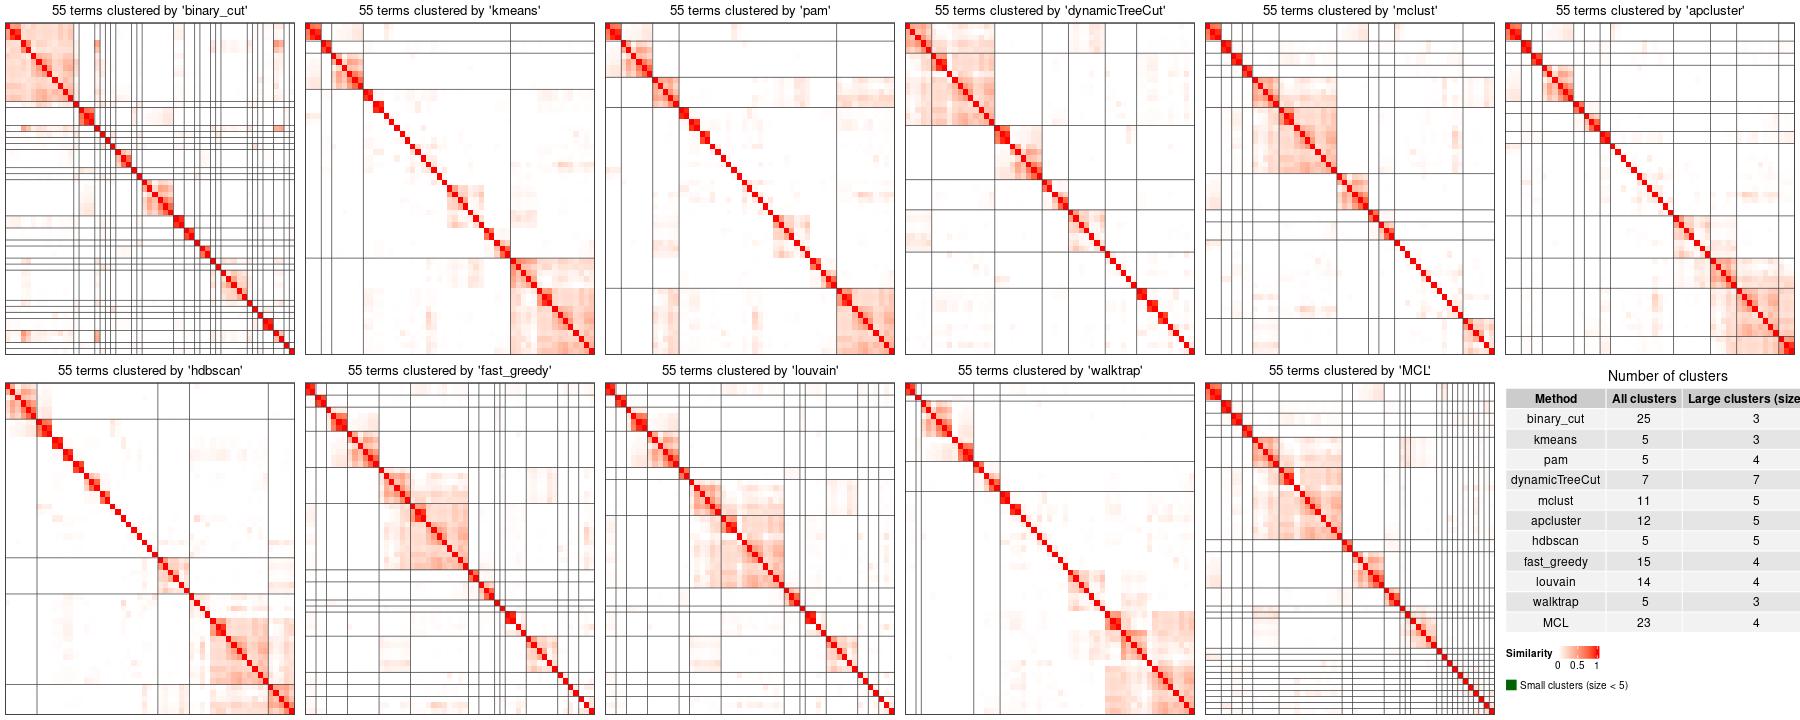 55 terms clustered by 'binary_cut'
55 terms clustered by 'kmeans'
55 terms clustered by 'pam'
55 terms clustered by 'dynamicTreeCut'
55 terms clustered by 'mclust'
55 terms clustered by 'apcluster'
55 terms clustered by 'hdbscan'
55 terms clustered by 'fast_greedy'
55 terms clustered by 'louvain'
55 terms clustered by 'walktrap'
55 terms clustered by 'MCL'
Number of clusters
Method All clusters Large clusters (size
binary_cut 25 3
kmeans 5 3
pam 5 4
dynamicTreeCut 7 7
mclust 11 5
apcluster 12 5
hdbscan 5 5
fast_greedy 15 4
louvain 14 4
walktrap 5 3
MCL 23 4
Similarity
0 0.5 1
Small clusters (size < 5)